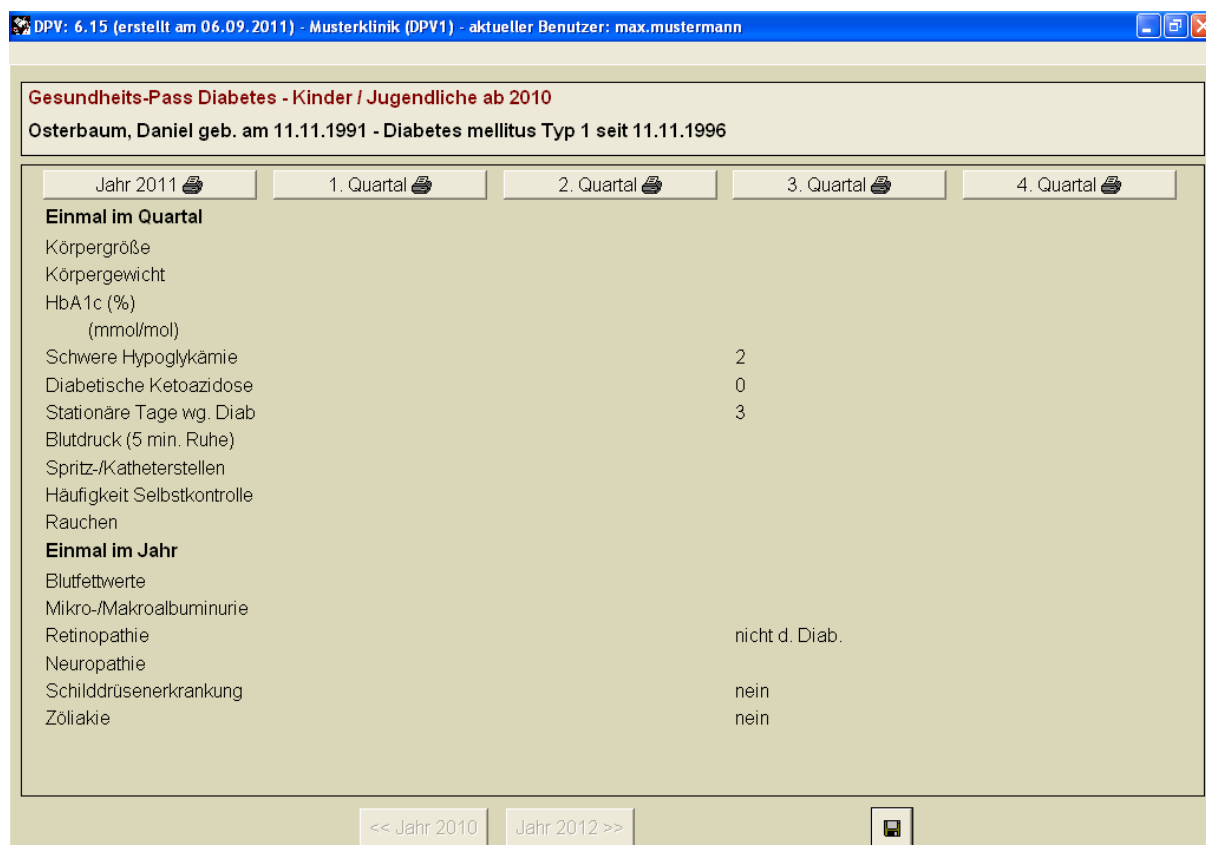 DPV: 6.15 (erstellt am 06.09.2011) - Musterklinik (DPV1) - aktueller Benutzer: max.mustermann
Gesundheits-Pass Diabetes - Kinder / Jugendliche ab 2010
Osterbaum, Daniel geb. am 11.11.1991 - Diabetes mellitus Typ 1 seit 11.11.1996
Jahr 2011 1. Quartal 2. Quartal 3. Quartal 4. Quartal
Einmal im Quartal
Körpergröße
Körpergewicht
HbA1c (%)
(mmol/mol)
Schwere Hypoglykämie 2
Diabetische Ketoazidose 0
Stationäre Tage wg. Diab 3
Blutdruck (5 min. Ruhe)
Spritz-/Katheterstellen
Häufigkeit Selbstkontrolle
Rauchen
Einmal im Jahr
Blutfettwerte
Mikro-/Makroalbuminurie
Retinopathie nicht d. Diab.
Neuropathie
Schilddrüsenerkrankung nein
Zöliakie nein
<< Jahr 2010 Jahr 2012 >>